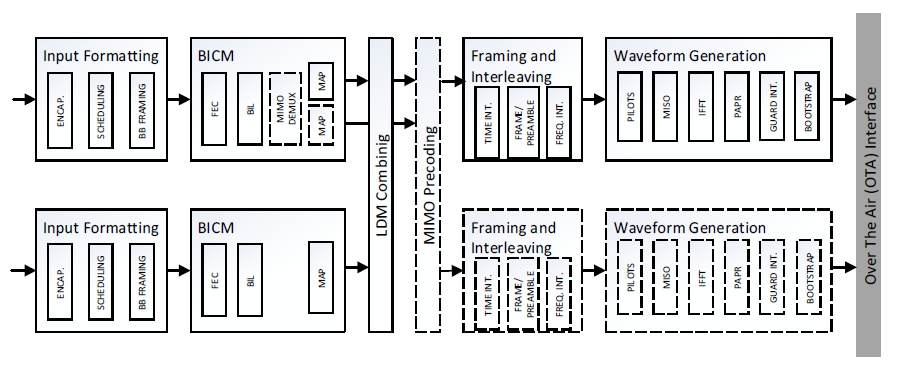 Input Formatting
ENCAP.
SCHEDULING
BB FRAMING
BICM
FEC
BIL
MIMO
DEMUX
MAP
MAP
LDM Combinig
MIMO Precoding
Framing and
Interleaving
TIME INT.
FRAME/
PREAMBLE
FREQ. INT.
Waveform Generation
PILOTS
MISO
IFFT
PAPR
GUARD INT.
BOOTSTRAP
Over The Air (OTA) Interface
Input Formatting
ENCAP.
SCHEDULING
BB FRAMING
BICM
FEC
BIL
MAP
Framing and
Interleaving
TIME INT.
FRAME/
PREAMBLE
FREQ. INT.
Waveform Generation
PILOTS
MISO
IFFT
PAPR
GUARD INT.
BOOTSTRAP